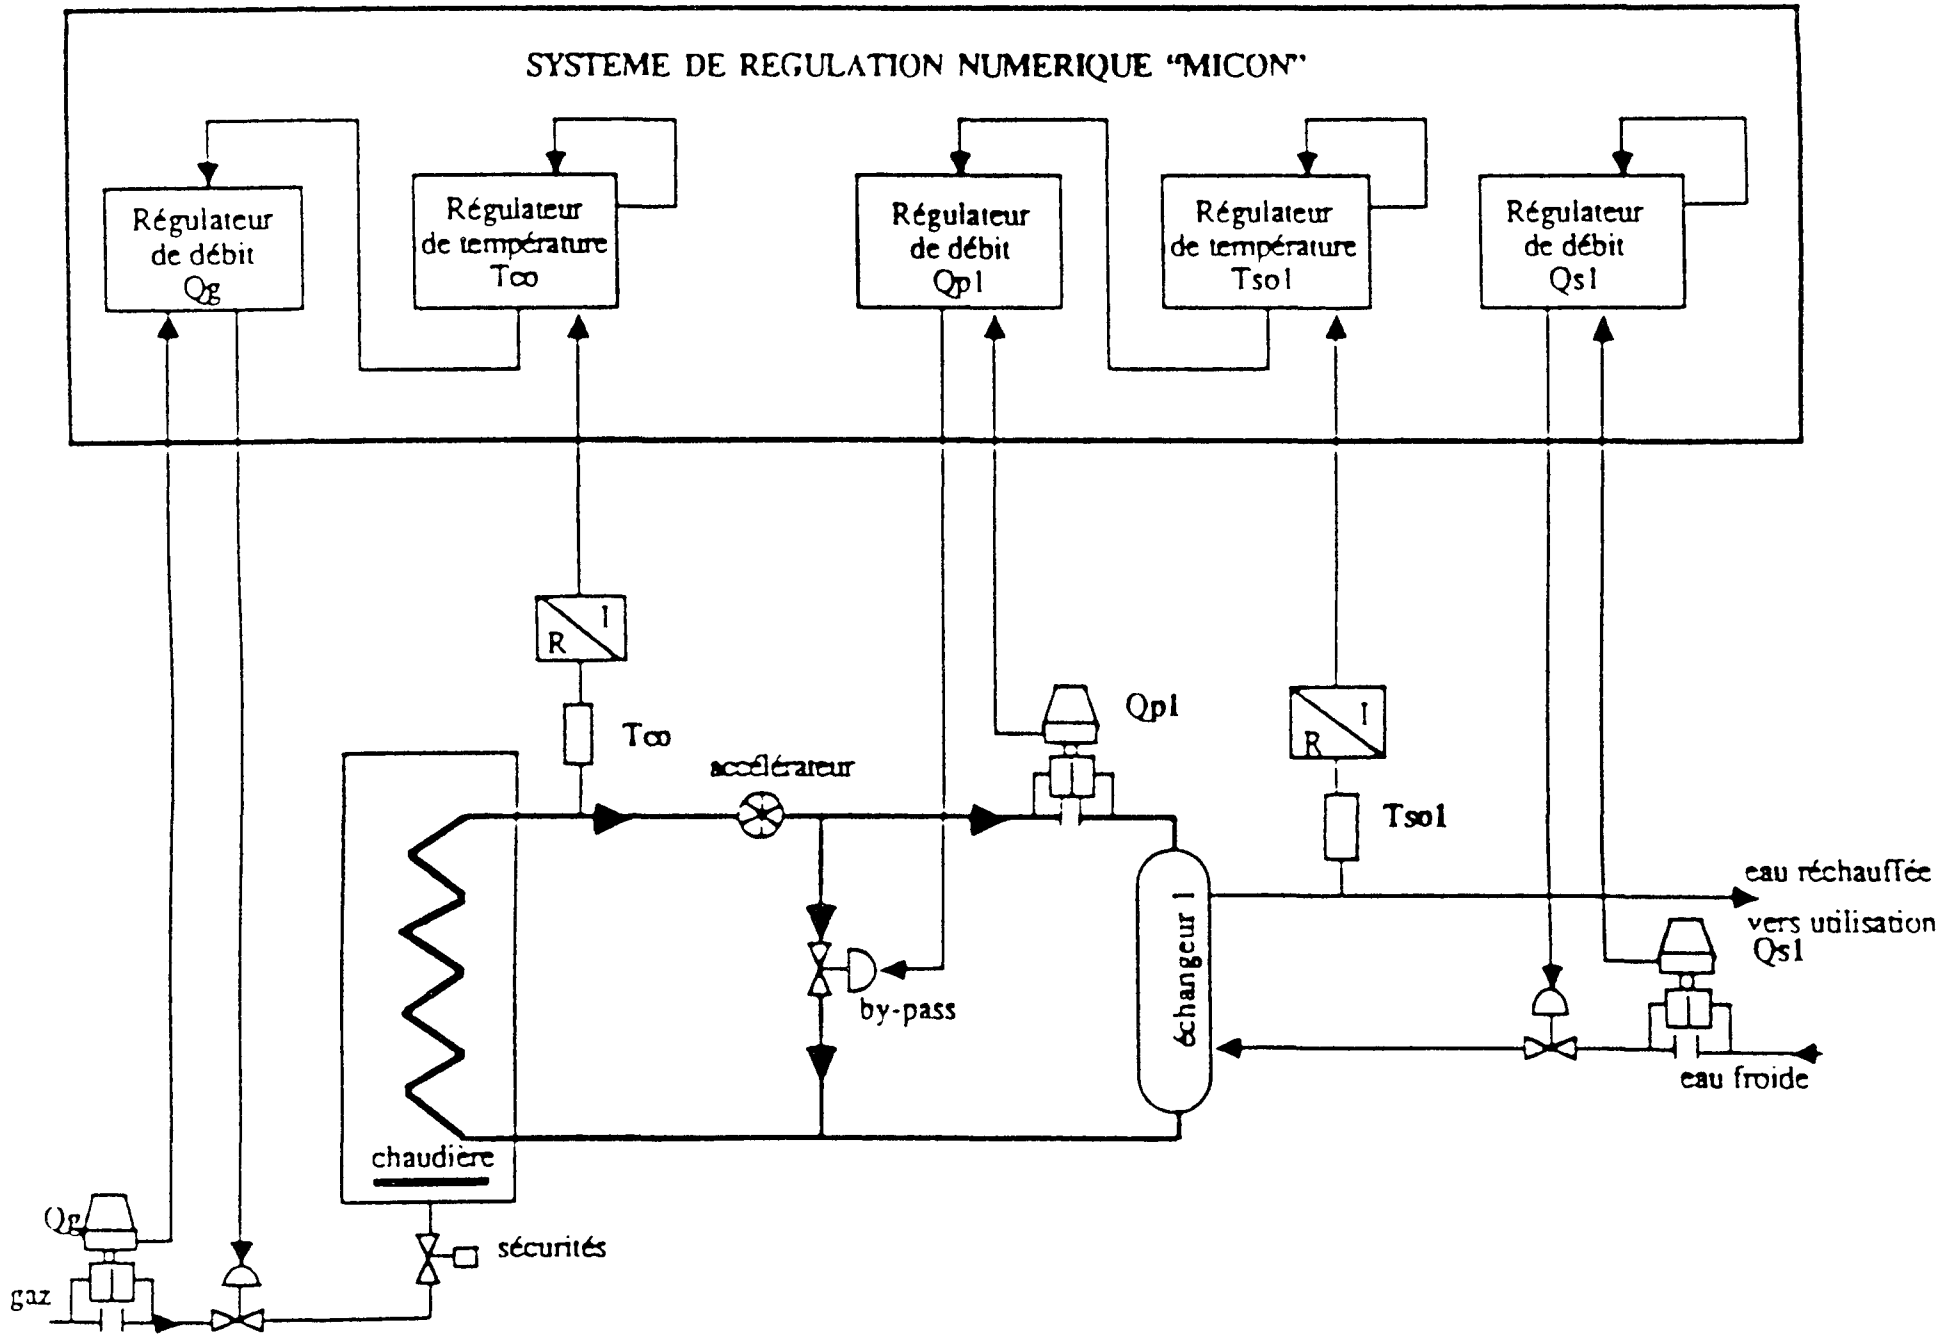 SYSTEME DE REGULATION NUMERIQUE “MICON”
Régulateur
de débit
Qg
Régulateur
de température
Tco
Régulateur
de débit
Qp1
Régulateur
de température
Tso1
Régulateur
de débit
Qs1
I
R
Tco
accélérateur
Qp1
I
R
Tso1
eau réchauffée
vers utilisation
Qs1
échangeur 1
by-pass
eau froide
chaudière
Qg
sécurités
gaz